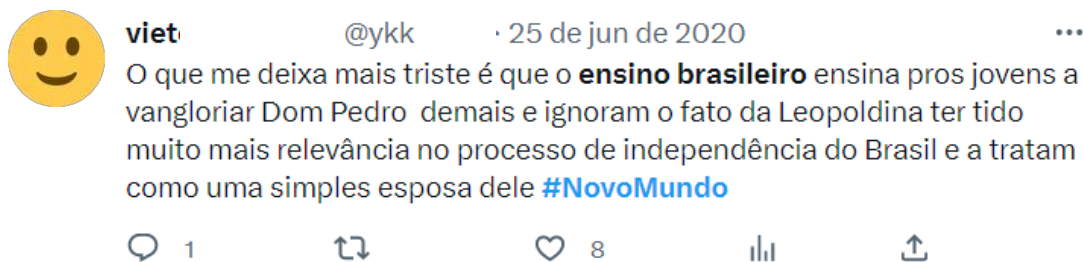 viet @ykk · 25 de jun de 2020
O que me deixa mais triste é que o ensino brasileiro ensina pros jovens a
vangloriar Dom Pedro demais e ignoram o fato da Leopoldina ter tido
muito mais relevância no processo de independência do Brasil e a tratam
como uma simples esposa dele #NovoMundo
1 8